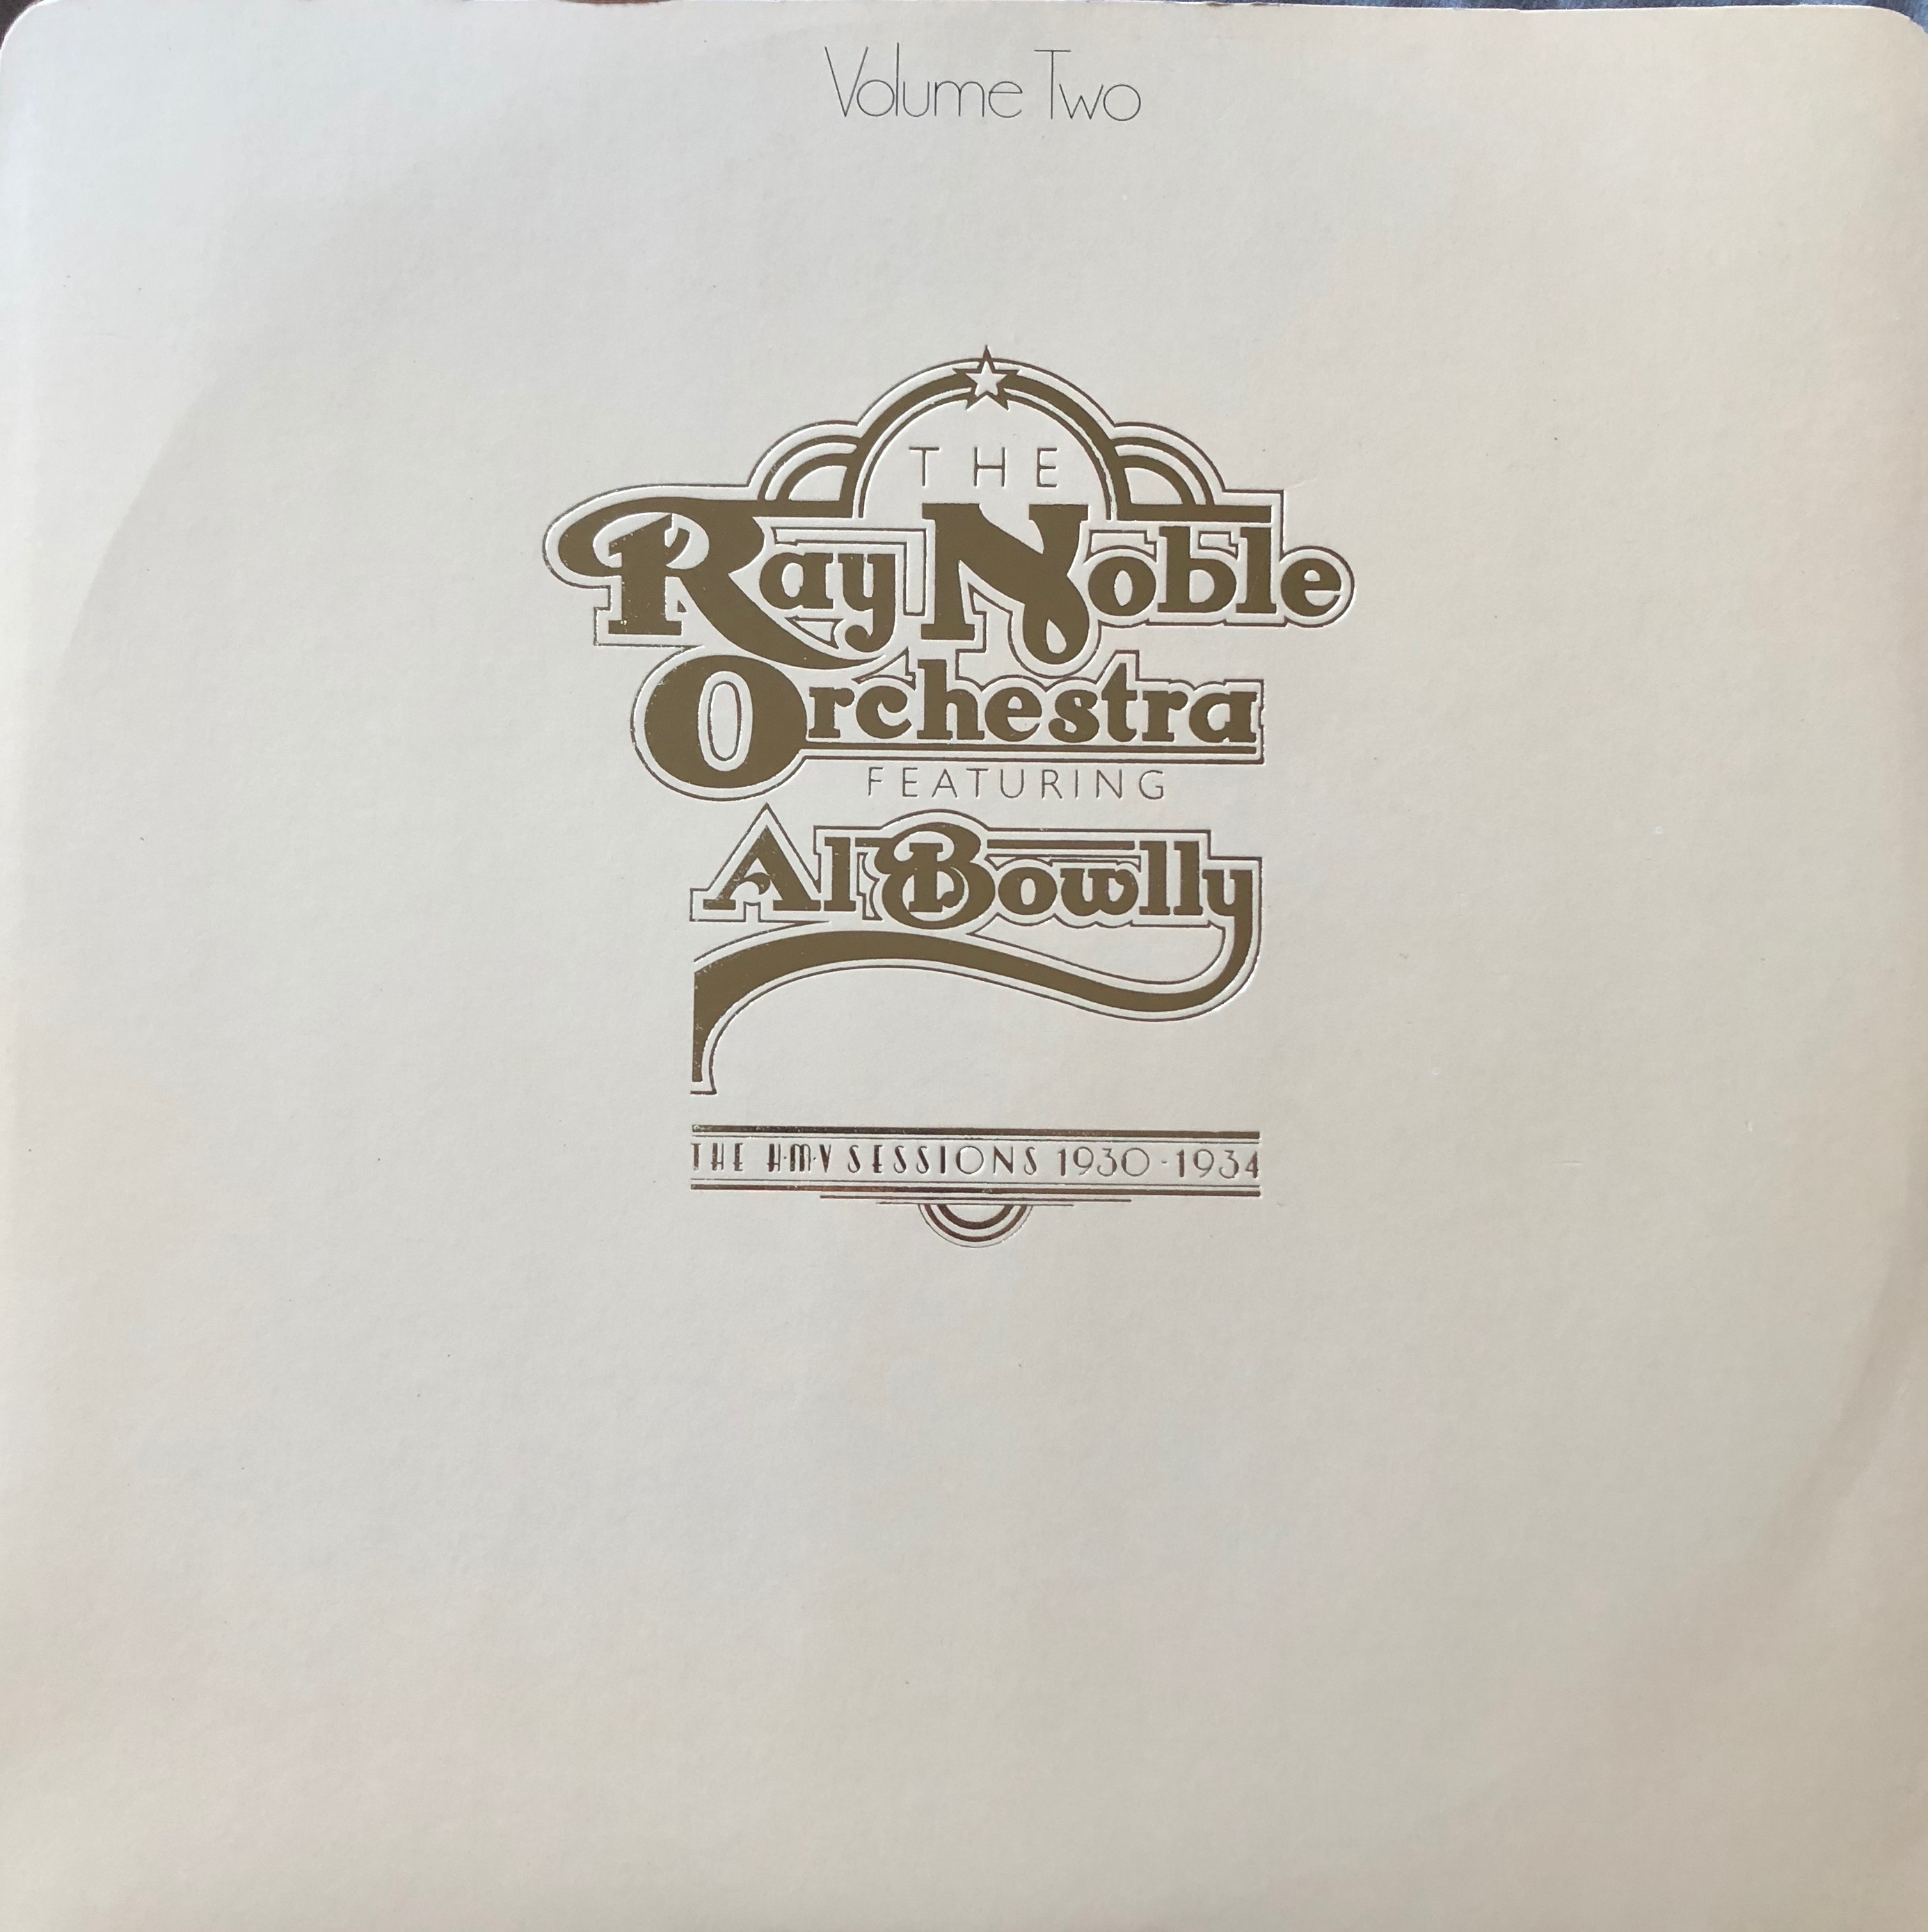 Volume Two
THE
Ray Noble
Orchestra
FEATURING
Al Bowlly
THE H·M·V SESSIONS 1930-1934